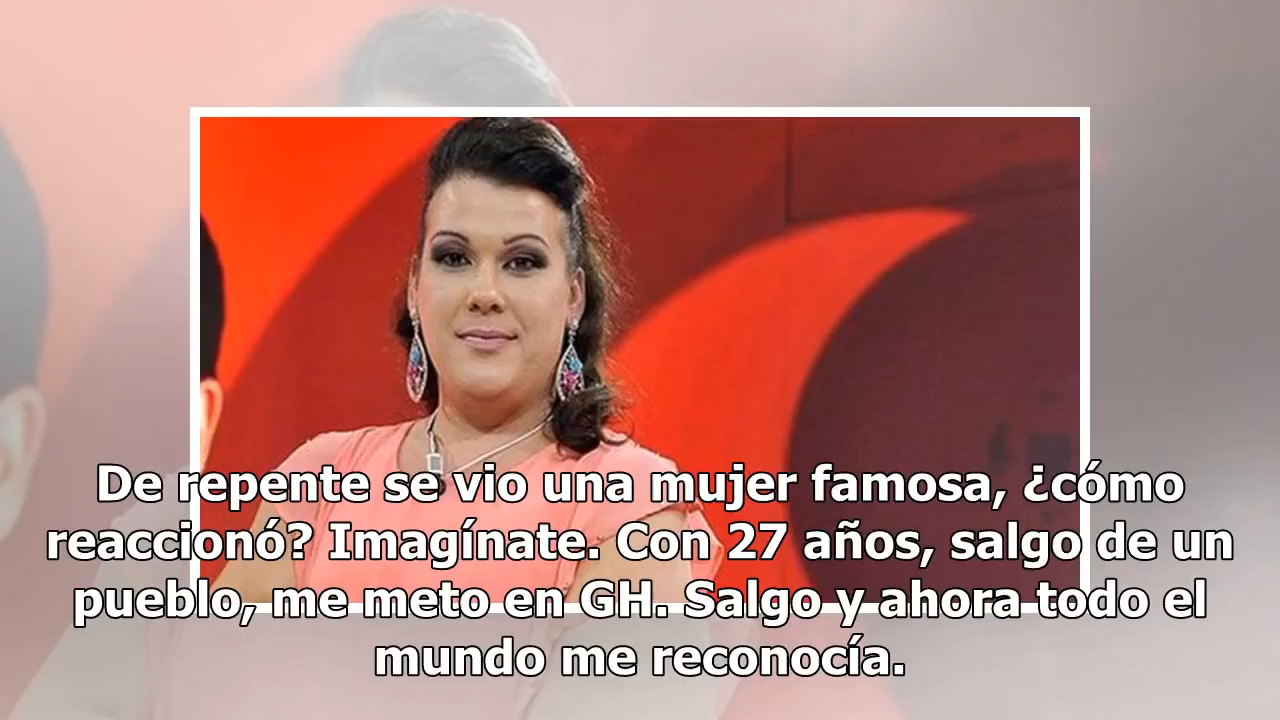 De repente se vio una mujer famosa, ¿cómo
reaccionó? Imagínate. Con 27 años, salgo de un
pueblo, me meto en GH. Salgo y ahora todo el
mundo me reconocía.